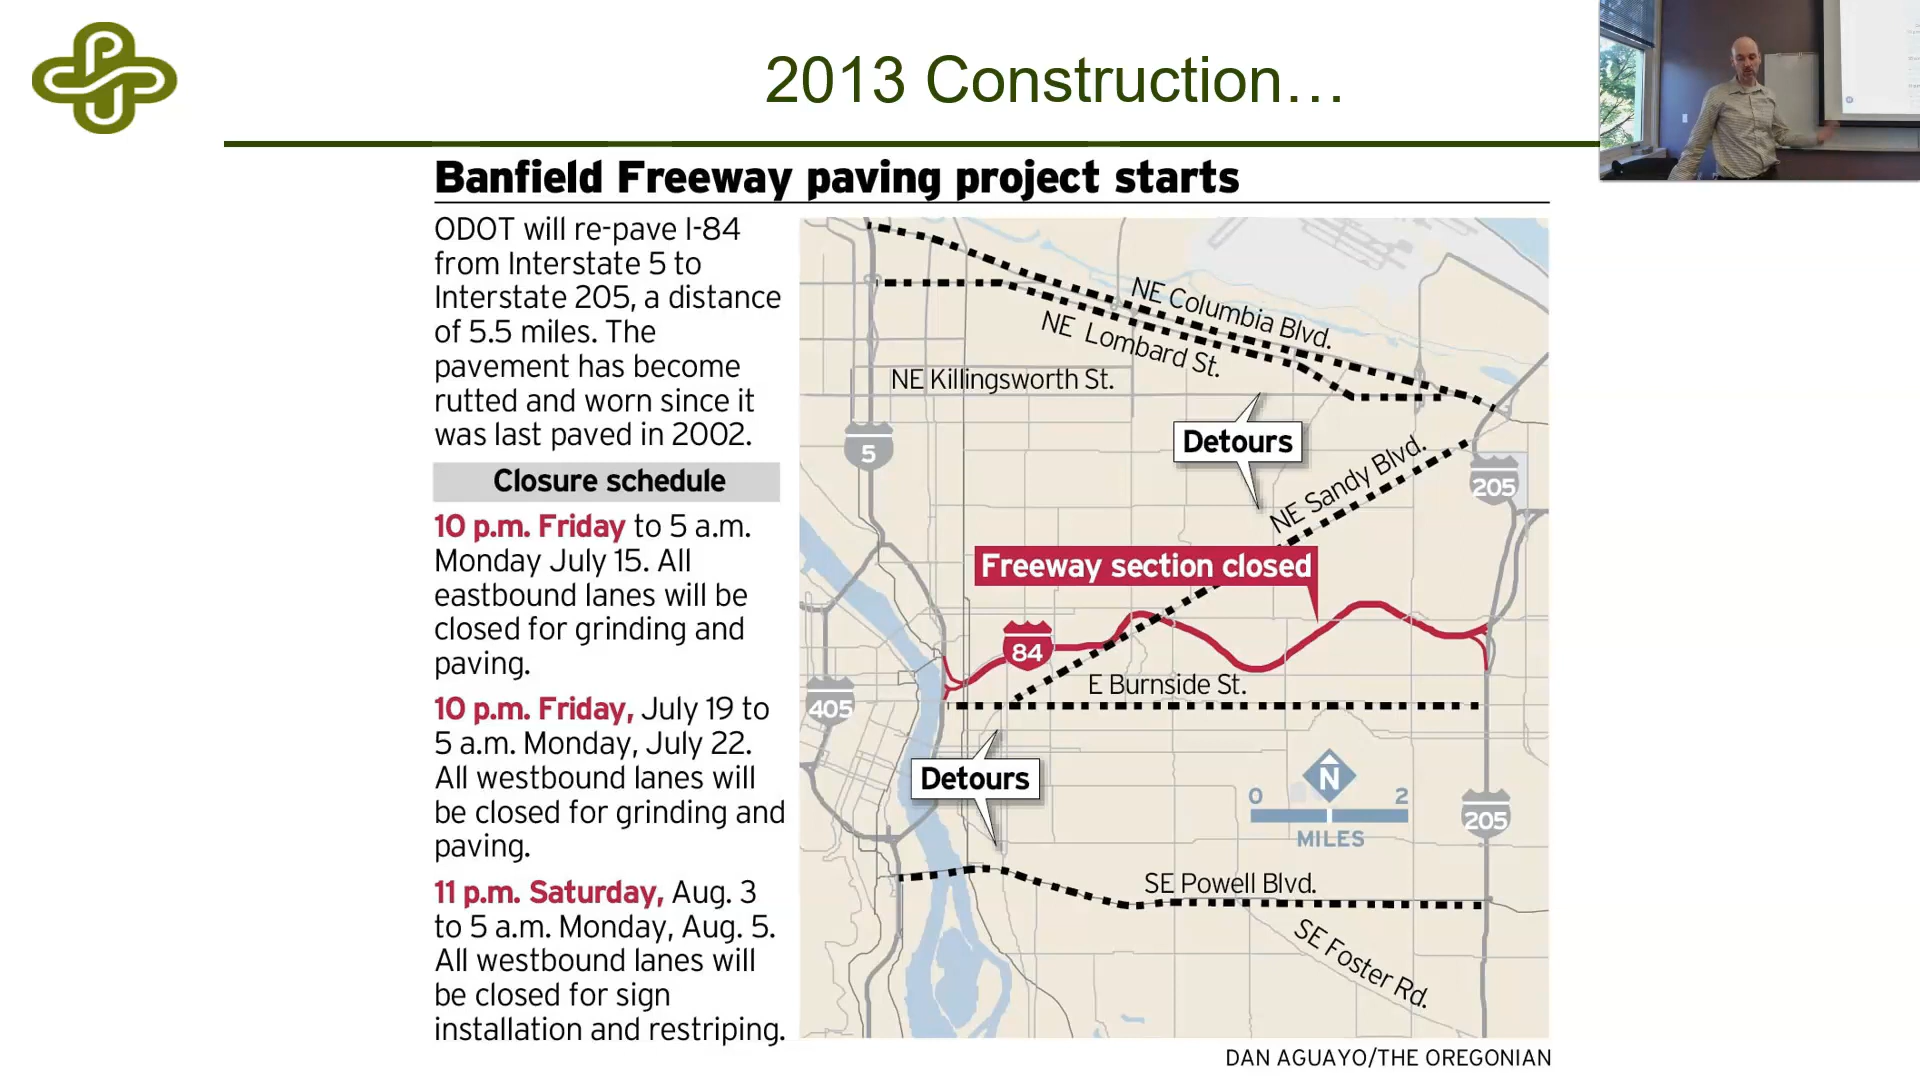 2013 Construction…
Banfield Freeway paving project starts
ODOT will re-pave I-84
from Interstate 5 to
Interstate 205, a distance
of 5.5 miles. The
pavement has become
rutted and worn since it
was last paved in 2002.
Closure schedule
10 p.m. Friday to 5 a.m.
Monday July 15. All
eastbound lanes will be
closed for grinding and
paving.
10 p.m. Friday, July 19 to
5 a.m. Monday, July 22.
All westbound lanes will
be closed for grinding and
paving.
11 p.m. Saturday, Aug. 3
to 5 a.m. Monday, Aug. 5.
All westbound lanes will
be closed for sign
installation and restriping.
NE Columbia Blvd.
NE Lombard St.
NE Killingsworth St.
Detours
5
NE Sandy Blvd.
205
Freeway section closed
84
E Burnside St.
405
Detours
N
0 2
MILES
205
SE Powell Blvd.
SE Foster Rd.
DAN AGUAYO/THE OREGONIAN